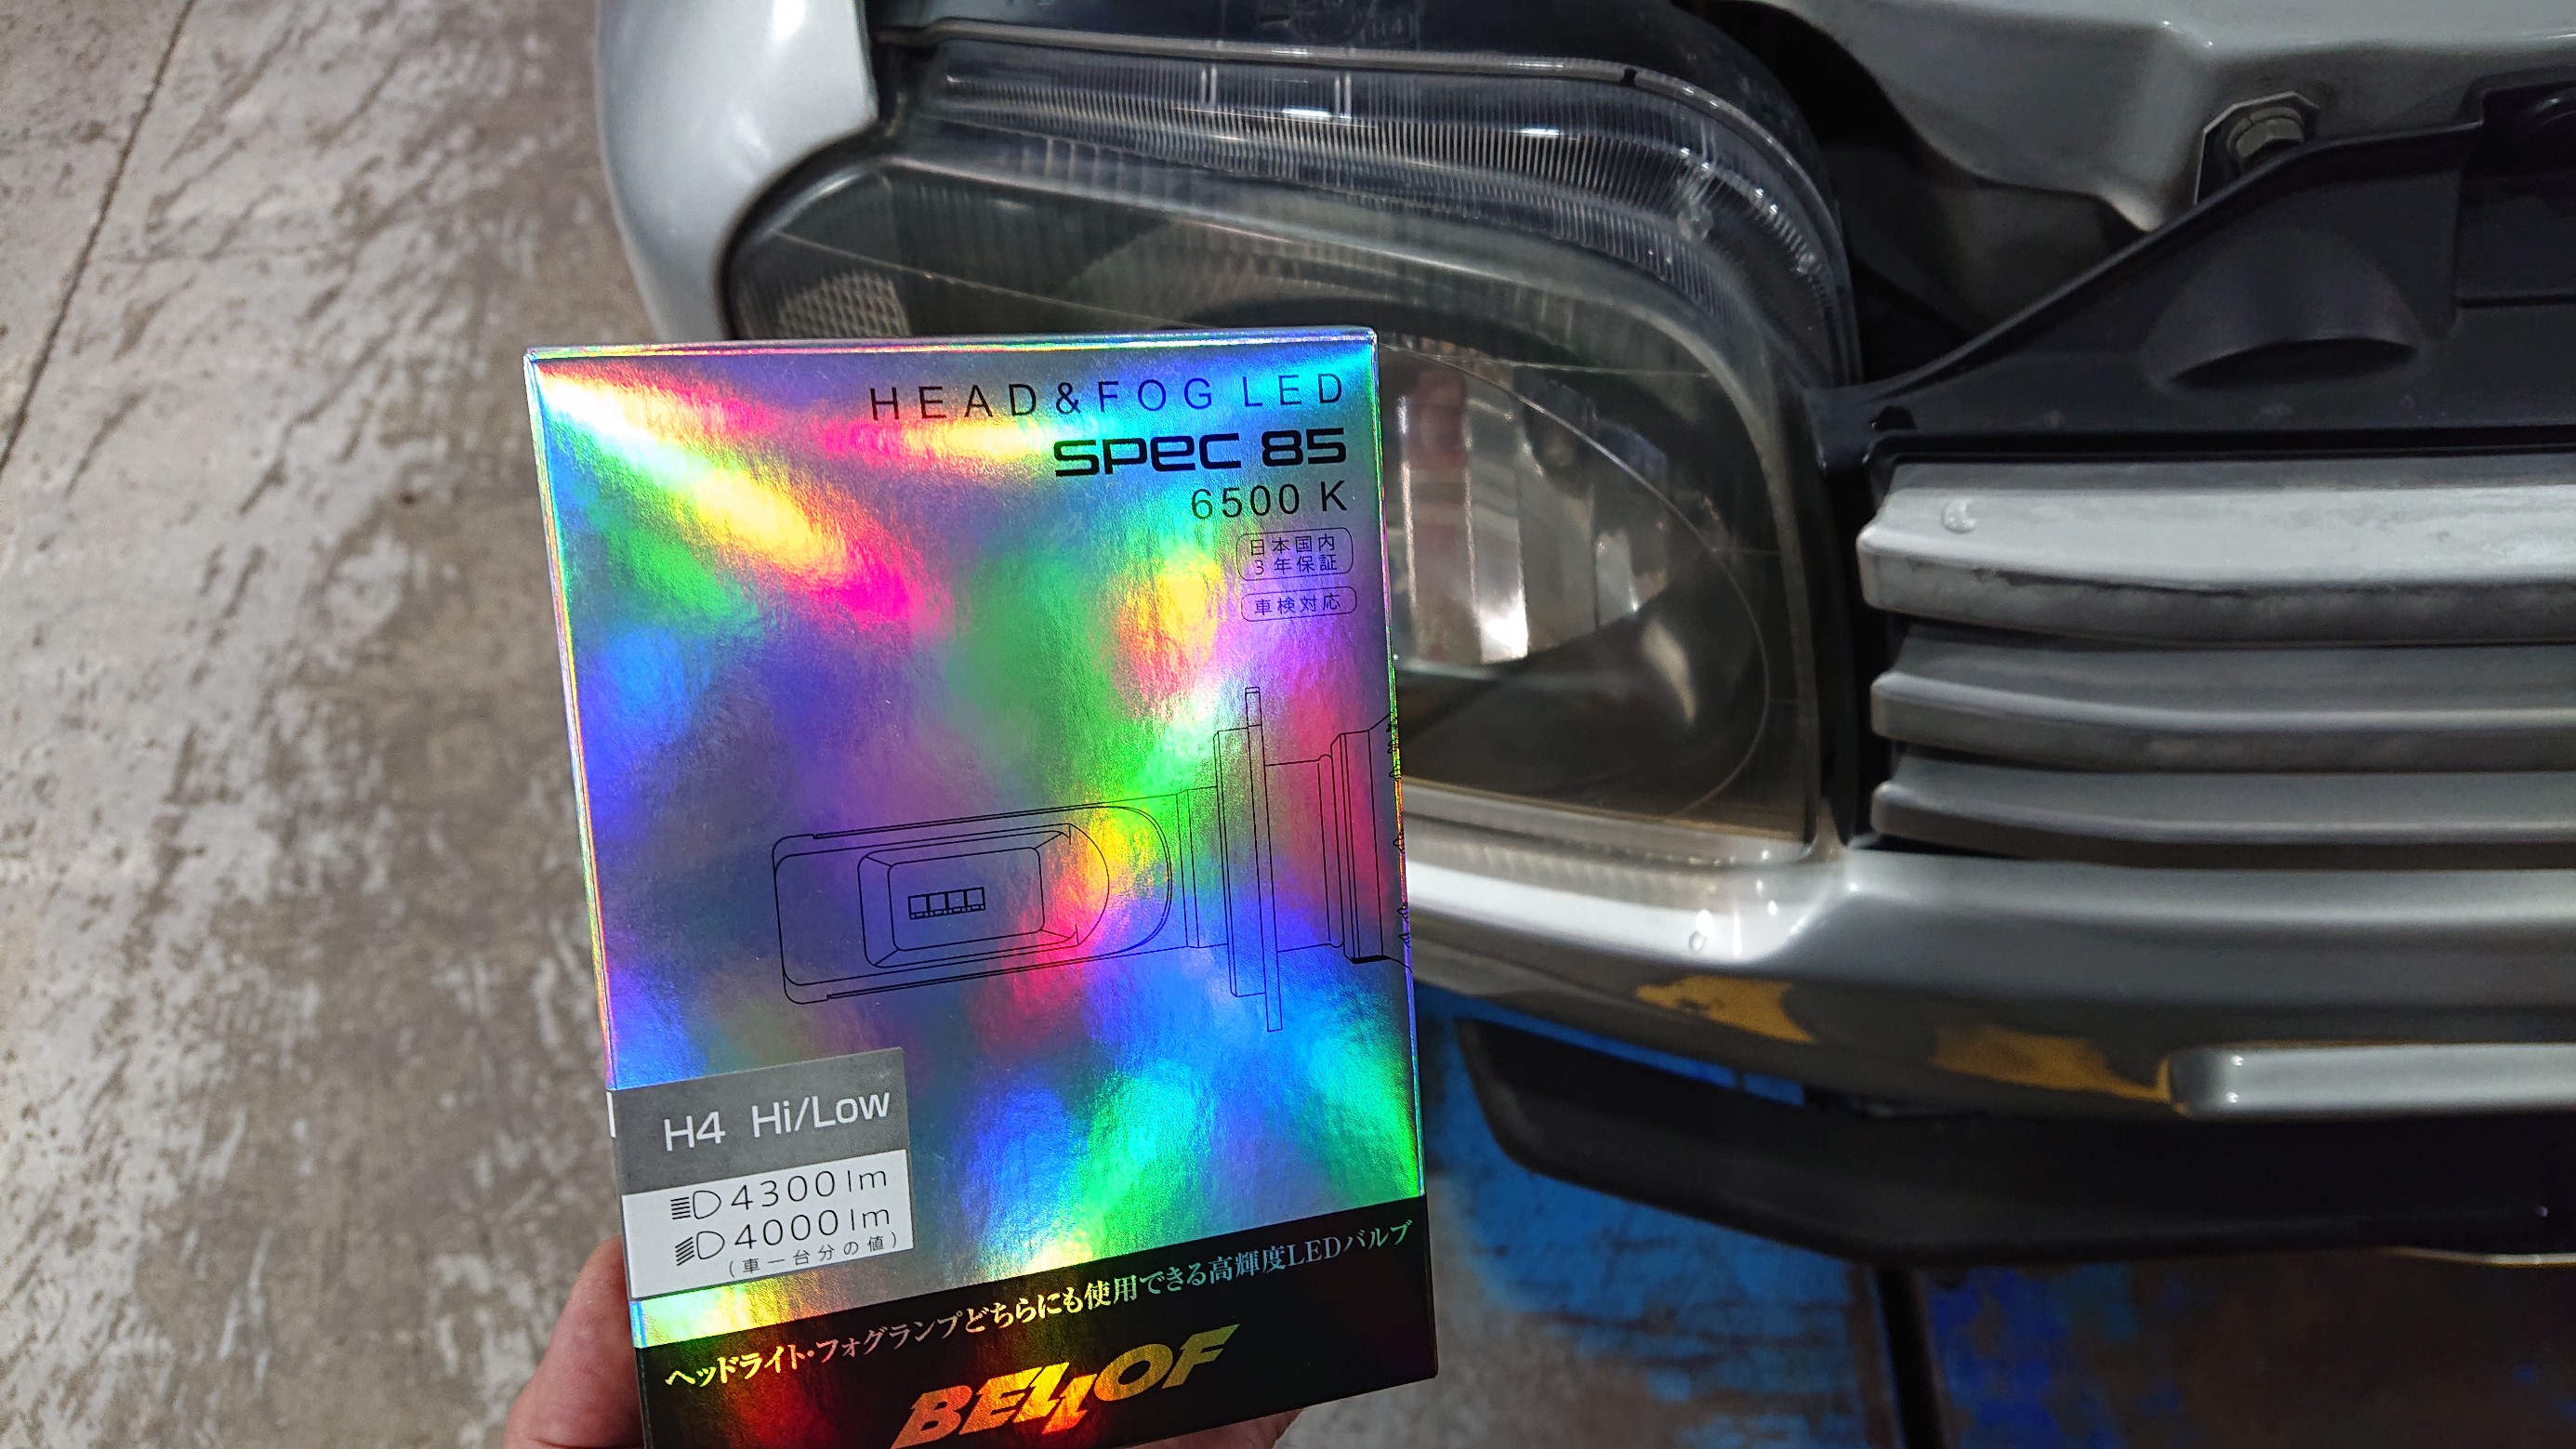 HEAD&FOG LED
SPEC 85
6500 K
日本国内
3年保証
車検対応
H4 Hi/Low
4300lm
4000lm
(車一台分の値)
ヘッドライト・フォグランプどちらにも使用できる高輝度LEDバルブ
BELLOF
H4